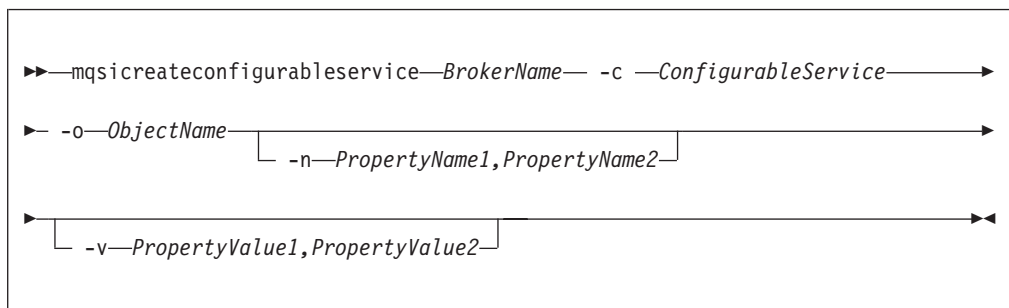 mqsicreateconfigurableservice BrokerName -c ConfigurableService
-o ObjectName
-n PropertyName1,PropertyName2
-v PropertyValue1,PropertyValue2